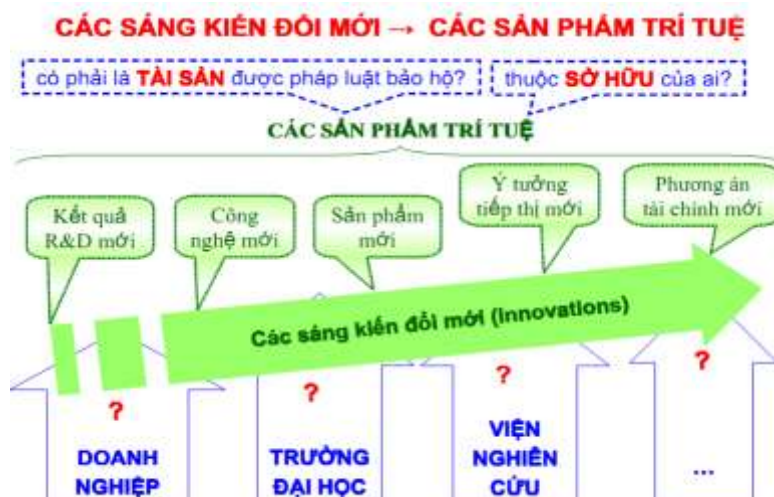 CÁC SÁNG KIẾN ĐỔI MỚI → CÁC SẢN PHẨM TRÍ TUỆ
có phải là TÀI SẢN được pháp luật bảo hộ?
thuộc SỞ HỮU của ai?
CÁC SẢN PHẨM TRÍ TUỆ
Kết quả
R&D mới
Công
nghệ mới
Sản phẩm
mới
Ý tưởng
tiếp thị mới
Phương án
tài chính mới
Các sáng kiến đổi mới (innovations)
?
?
?
?
DOANH
NGHIỆP
TRƯỜNG
ĐẠI HỌC
VIỆN
NGHIÊN
CỨU
...